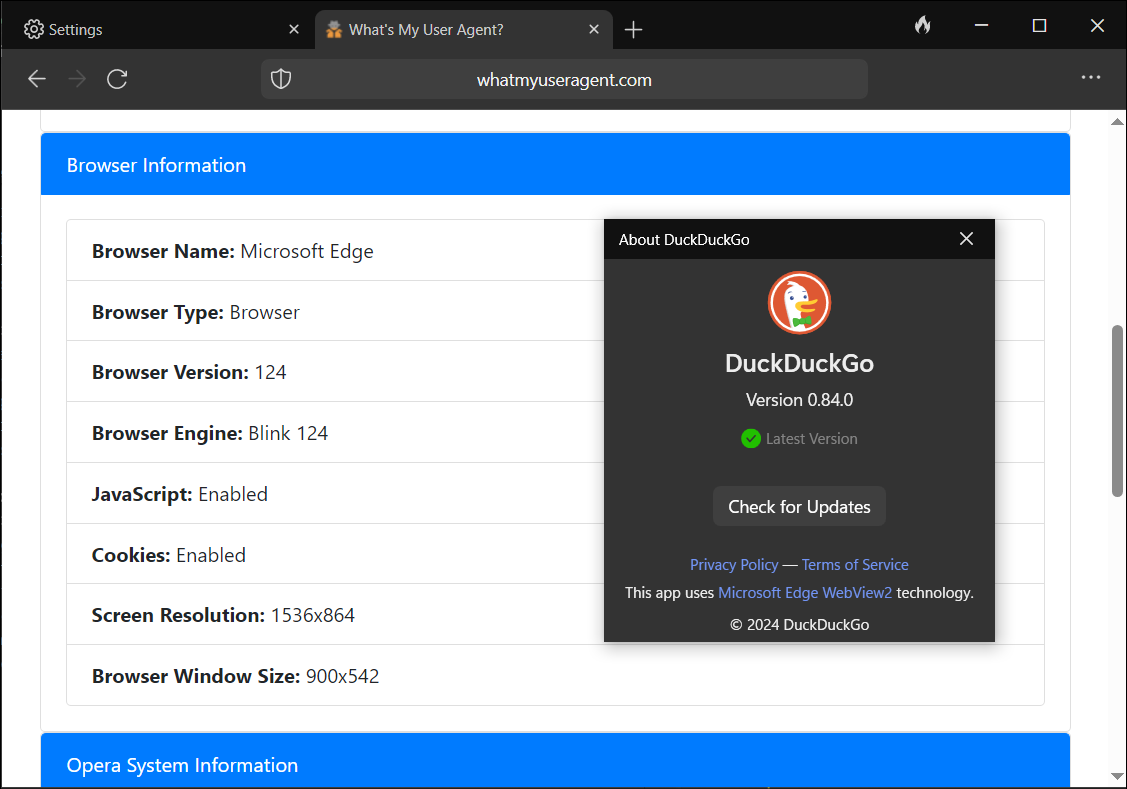 Settings
What's My User Agent?
whatmyuseragent.com
Browser Information
Browser Name: Microsoft Edge
Browser Type: Browser
Browser Version: 124
Browser Engine: Blink 124
JavaScript: Enabled
Cookies: Enabled
Screen Resolution: 1536x864
Browser Window Size: 900x542
About DuckDuckGo
DuckDuckGo
Version 0.84.0
Latest Version
Check for Updates
Privacy Policy — Terms of Service
This app uses Microsoft Edge WebView2 technology.
© 2024 DuckDuckGo
Opera System Information